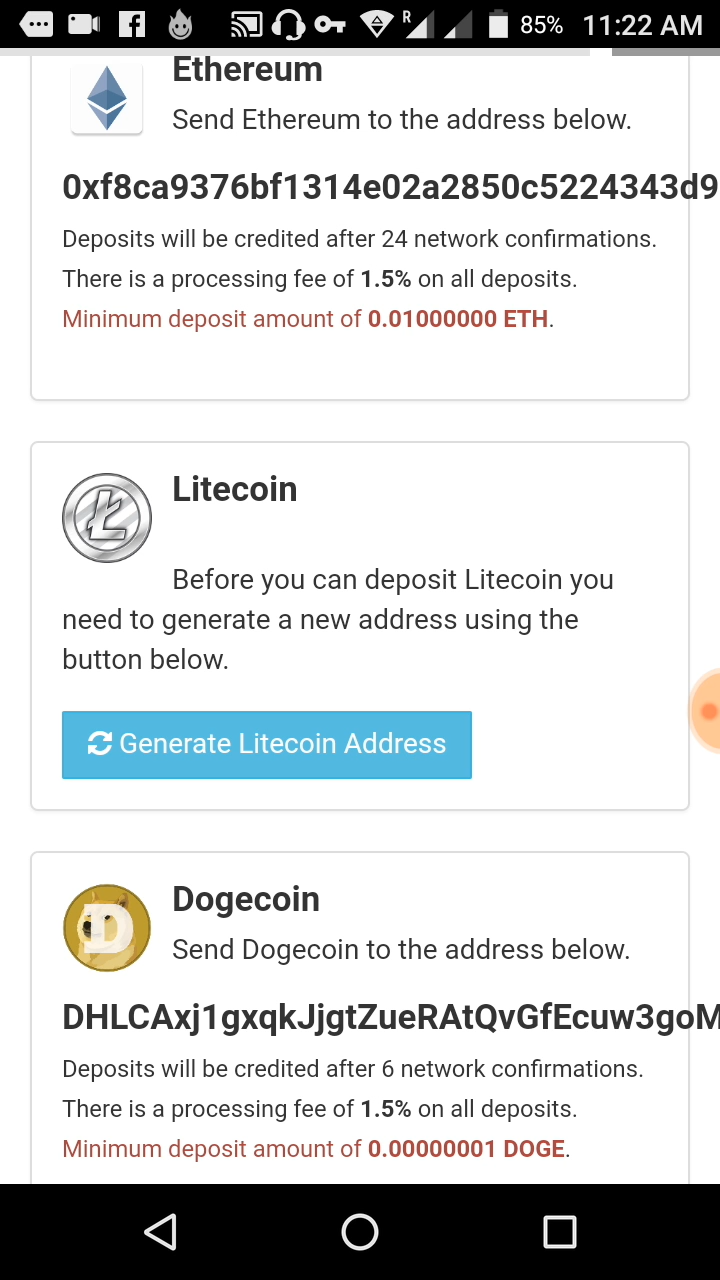 R 85% 11:22 AM
Ethereum
Send Ethereum to the address below.
0xf8ca9376bf1314e02a2850c5224343d9
Deposits will be credited after 24 network confirmations.
There is a processing fee of 1.5% on all deposits.
Minimum deposit amount of 0.01000000 ETH.
Litecoin
Before you can deposit Litecoin you
need to generate a new address using the
button below.
Generate Litecoin Address
D
Dogecoin
Send Dogecoin to the address below.
DHLCAxj1gxqkJjgtZueRAtQvGfEcuw3goM
Deposits will be credited after 6 network confirmations.
There is a processing fee of 1.5% on all deposits.
Minimum deposit amount of 0.00000001 DOGE.